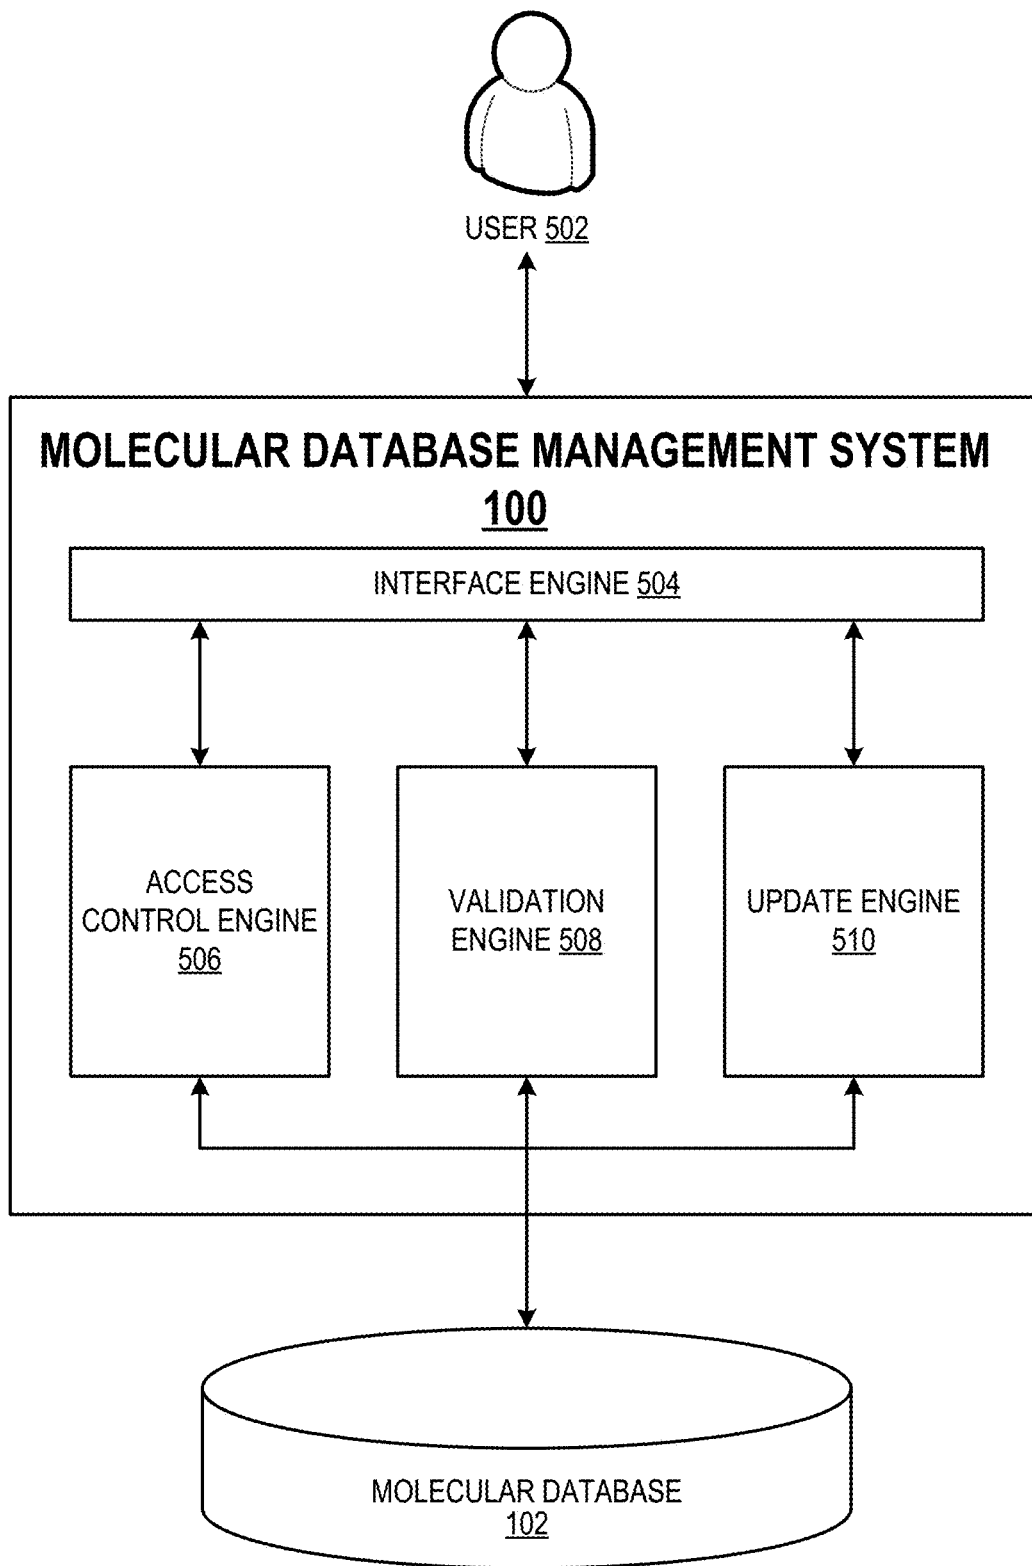 USER 502
MOLECULAR DATABASE MANAGEMENT SYSTEM
100
INTERFACE ENGINE 504
ACCESS
CONTROL ENGINE
506
VALIDATION
ENGINE 508
UPDATE ENGINE
510
MOLECULAR DATABASE
102